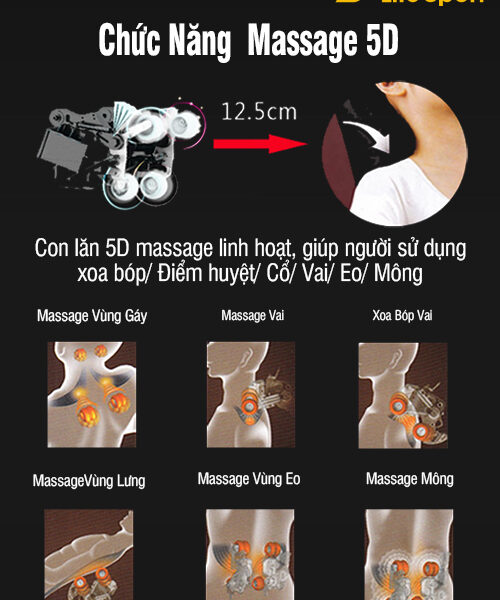 Chức Năng Massage 5D
12.5cm
Con lăn 5D massage linh hoạt, giúp người sử dụng
xoa bóp/ Điểm huyệt/ Cổ/ Vai/ Eo/ Mông
Massage Vùng Gáy
Massage Vai
Xoa Bóp Vai
MassageVùng Lưng
Massage Vùng Eo
Massage Mông